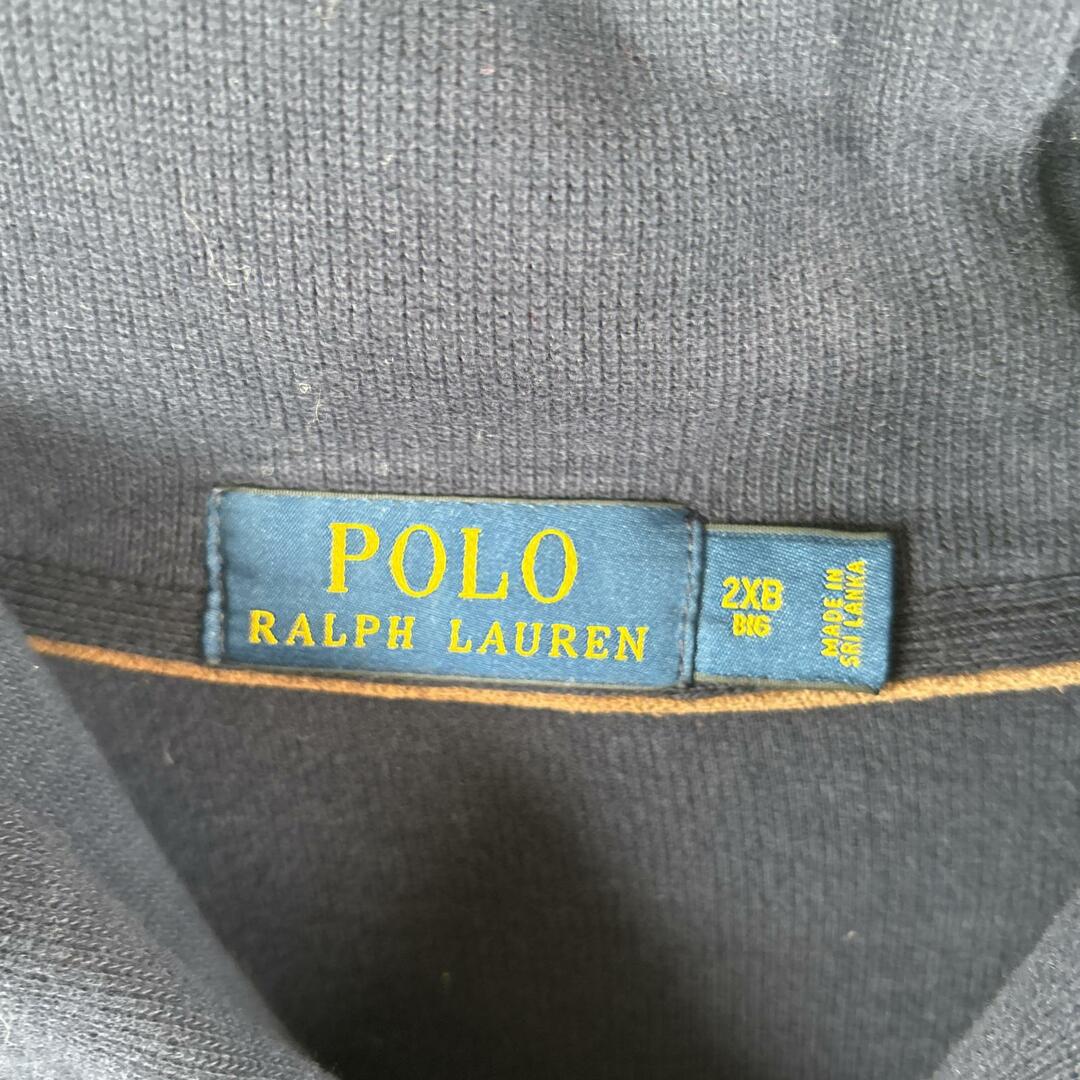 POLO
RALPH LAUREN
2XB
BIG
MADE IN
SRI LANKA